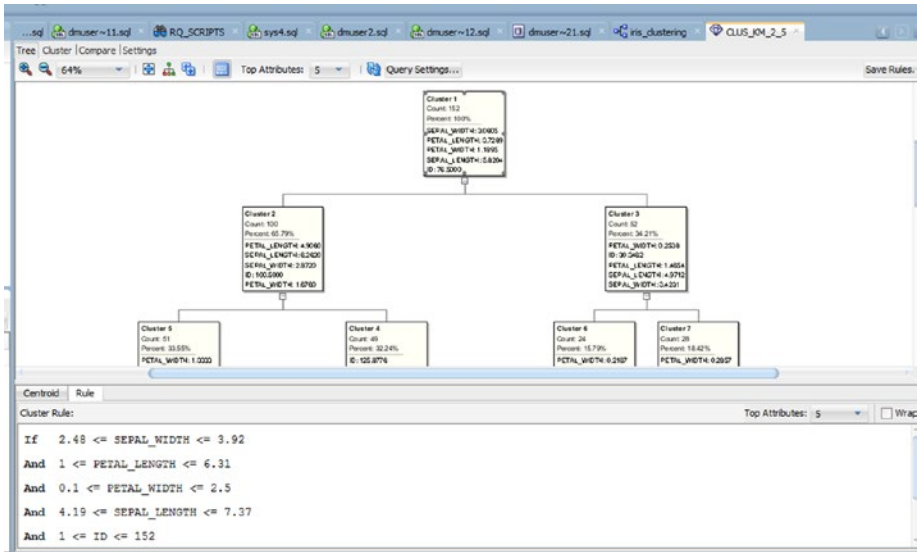 ...sql dmuser~11.sql RQ_SCRIPTS sys4.sql dmuser2.sql dmuser~12.sql dmuser~21.sql iris_clustering CLUS_KM_2_5
Tree Cluster Compare Settings
64% Top Attributes: 5 Query Settings... Save Rules.
Cluster 1
Count: 152
Percent: 100%
SEPAL_WIDTH: 3.0605
PETAL_LENGTH: 3.7289
PETAL_WIDTH: 1.1895
SEPAL_LENGTH: 5.8204
ID: 76.5000
Cluster 2
Count: 100
Percent: 65.79%
PETAL_LENGTH: 4.9060
SEPAL_LENGTH: 6.2620
SEPAL_WIDTH: 2.8720
ID: 100.5000
PETAL_WIDTH: 1.6760
Cluster 3
Count: 52
Percent: 34.21%
PETAL_WIDTH: 0.2538
PETAL_LENGTH: 1.4654
SEPAL_LENGTH: 4.9712
SEPAL_WIDTH: 3.4231
Cluster 5
Count: 51
Percent: 33.55%
PETAL_WIDTH:
Cluster 4
Count: 49
Percent: 32.24%
ID: 125.8776
Cluster 6
Count: 24
Percent: 15.79%
PETAL_WIDTH: 0.2167
Cluster 7
Count: 28
Percent: 18.42%
PETAL_WIDTH: 0.2857
Centroid Rule
Cluster Rule: Top Attributes: 5 Wrap
If 2.48 <= SEPAL_WIDTH <= 3.92
And 1 <= PETAL_LENGTH <= 6.31
And 0.1 <= PETAL_WIDTH <= 2.5
And 4.19 <= SEPAL_LENGTH <= 7.37
And 1 <= ID <= 152